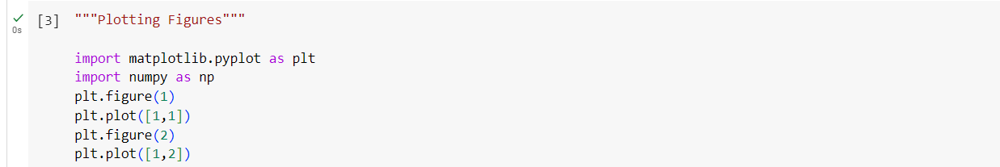 [3] """Plotting Figures"""
0s
import matplotlib.pyplot as plt
import numpy as np
plt.figure(1)
plt.plot([1,1])
plt.figure(2)
plt.plot([1,2])